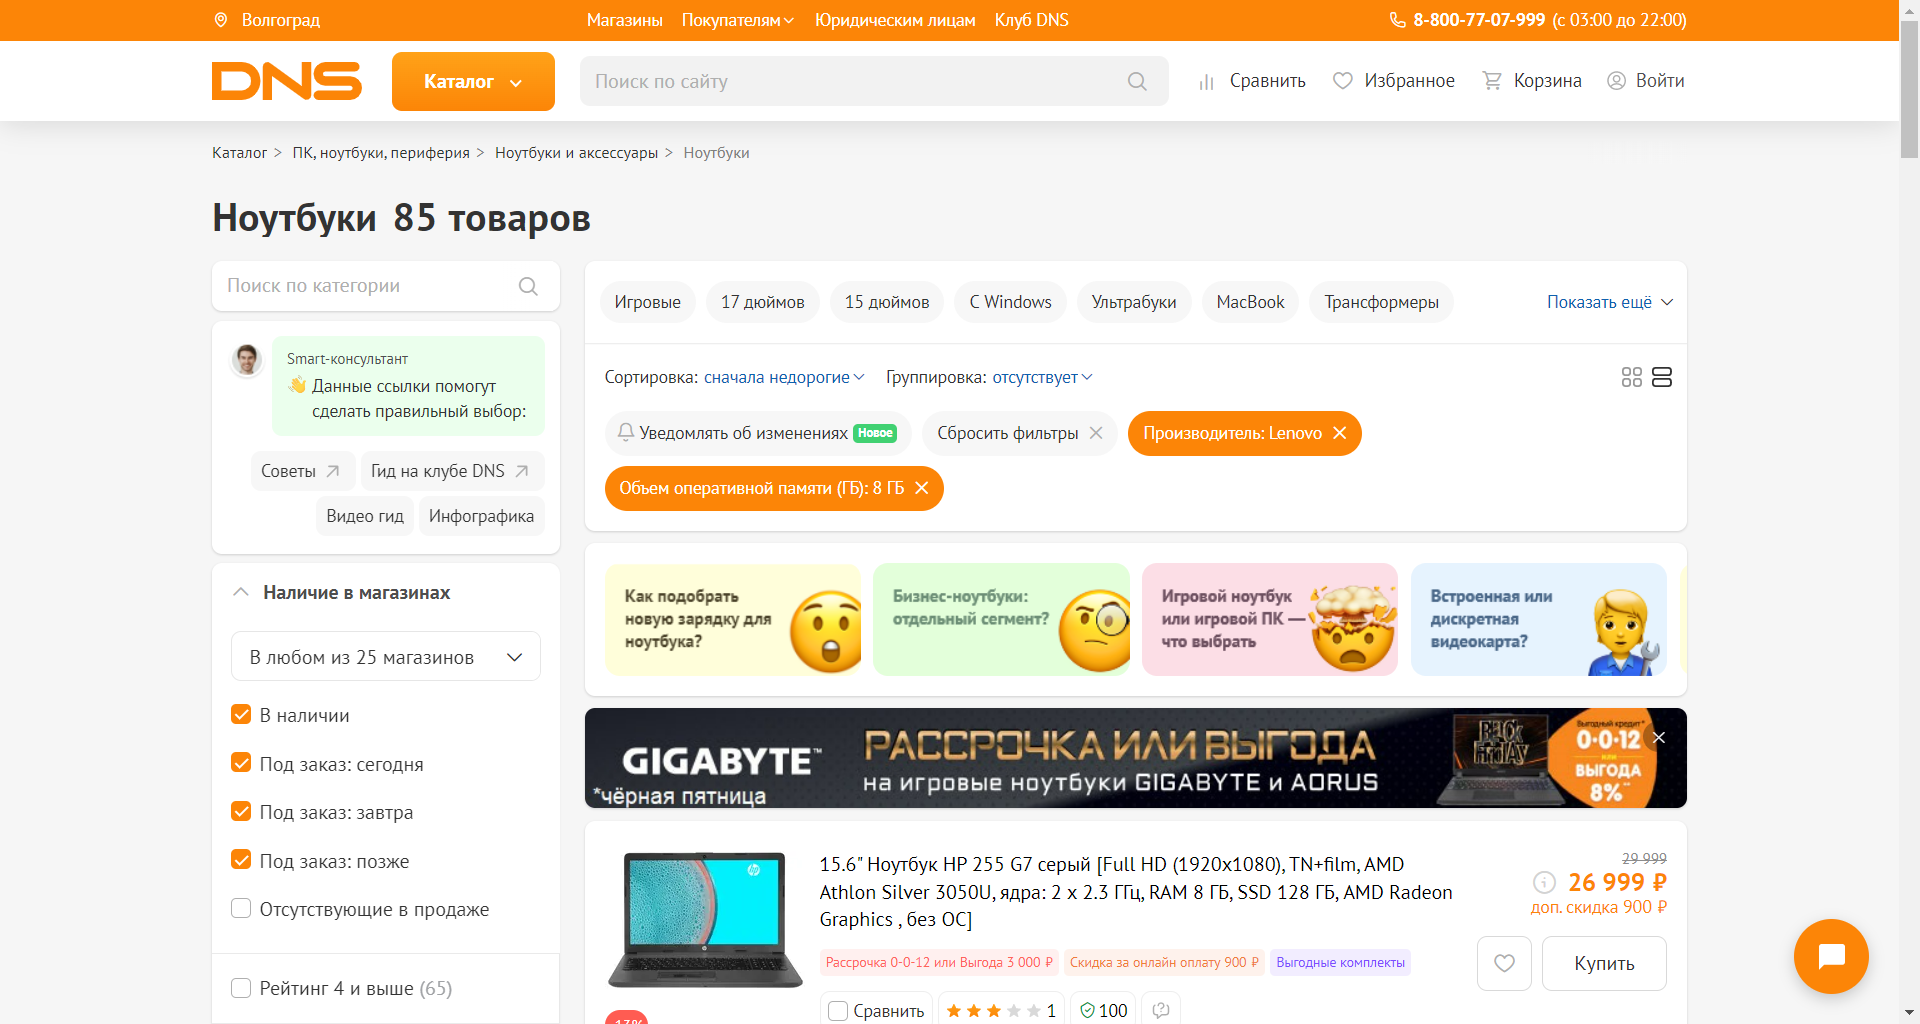 Волгоград
Магазины Покупателям Юридическим лицам Клуб DNS
8-800-77-07-999 (с 03:00 до 22:00)
DNS
Каталог
Поиск по сайту
Сравнить Избранное Корзина Войти
Каталог > ПК, ноутбуки, периферия > Ноутбуки и аксессуары > Ноутбуки
Ноутбуки 85 товаров
Поиск по категории
Smart-консультант
Данные ссылки помогут
сделать правильный выбор:
Советы Гид на клубе DNS
Видео гид Инфографика
Наличие в магазинах
В любом из 25 магазинов
В наличии
Под заказ: сегодня
Под заказ: завтра
Под заказ: позже
Отсутствующие в продаже
Рейтинг 4 и выше (65)
Игровые 17 дюймов 15 дюймов С Windows Ультрабуки MacBook Трансформеры Показать ещё
Сортировка: сначала недорогие Группировка: отсутствует
Уведомлять об изменениях Новое Сбросить фильтры Производитель: Lenovo
Объем оперативной памяти (ГБ): 8 ГБ
Как подобрать
новую зарядку для
ноутбука?
Бизнес-ноутбуки:
отдельный сегмент?
Игровой ноутбук
или игровой ПК —
что выбрать
Встроенная или
дискретная
видеокарта?
GIGABYTE™
*чёрная пятница
РАССРОЧКА ИЛИ ВЫГОДА
на игровые ноутбуки GIGABYTE и AORUS
BLACK
FRIDAY
Выгодный кредит*
0-0-12
или
ВЫГОДА
8%**
15.6" Ноутбук HP 255 G7 серый [Full HD (1920x1080), TN+film, AMD
Athlon Silver 3050U, ядра: 2 х 2.3 ГГц, RAM 8 ГБ, SSD 128 ГБ, AMD Radeon
Graphics , без ОС]
Рассрочка 0-0-12 или Выгода 3 000 ₽ Скидка за онлайн оплату 900 ₽ Выгодные комплекты
Сравнить 1 100
29 999
26 999 ₽
доп. скидка 900 ₽
Купить
-13%